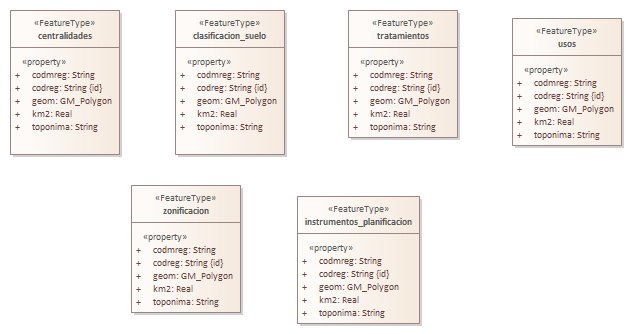 «FeatureType»
centralidades
«property»
+ codmreg: String
+ codreg: String {id}
+ geom: GM_Polygon
+ km2: Real
+ toponima: String
«FeatureType»
clasificacion_suelo
«property»
+ codmreg: String
+ codreg: String {id}
+ geom: GM_Polygon
+ km2: Real
+ toponima: String
«FeatureType»
tratamientos
«property»
+ codmreg: String
+ codreg: String {id}
+ geom: GM_Polygon
+ km2: Real
+ toponima: String
«FeatureType»
usos
«property»
+ codmreg: String
+ codreg: String {id}
+ geom: GM_Polygon
+ km2: Real
+ toponima: String
«FeatureType»
zonificacion
«property»
+ codmreg: String
+ codreg: String {id}
+ geom: GM_Polygon
+ km2: Real
+ toponima: String
«FeatureType»
instrumentos_planificacion
«property»
+ codmreg: String
+ codreg: String {id}
+ geom: GM_Polygon
+ km2: Real
+ toponima: String